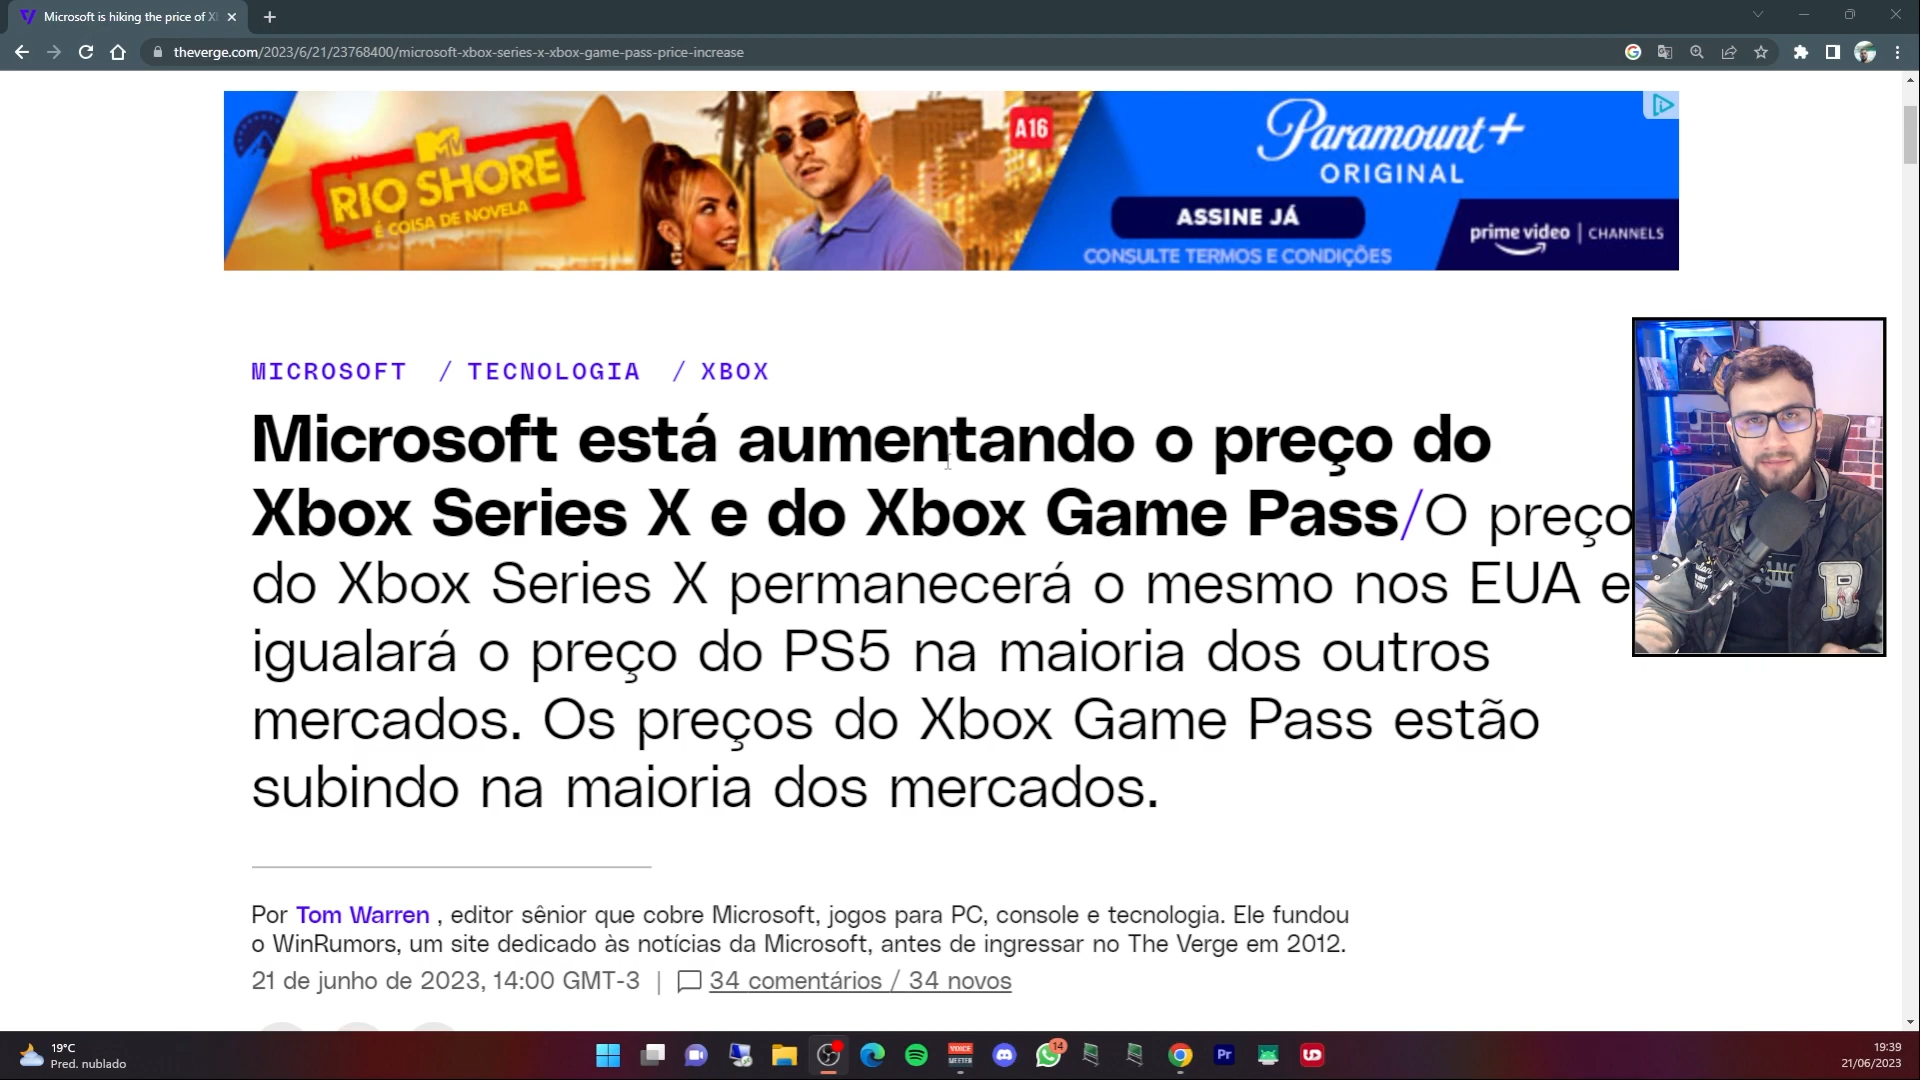 Microsoft is hiking the price of X
theverge.com/2023/6/21/23768400/microsoft-xbox-series-x-xbox-game-pass-price-increase
MTV
RIO SHORE
É COISA DE NOVELA
A16
Paramount+
ORIGINAL
ASSINE JÁ
CONSULTE TERMOS E CONDIÇÕES
prime video | CHANNELS
MICROSOFT / TECNOLOGIA / XBOX
Microsoft está aumentando o preço do
Xbox Series X e do Xbox Game Pass/O preço
do Xbox Series X permanecerá o mesmo nos EUA e
igualará o preço do PS5 na maioria dos outros
mercados. Os preços do Xbox Game Pass estão
subindo na maioria dos mercados.
R
Por Tom Warren , editor sênior que cobre Microsoft, jogos para PC, console e tecnologia. Ele fundou
o WinRumors, um site dedicado às notícias da Microsoft, antes de ingressar no The Verge em 2012.
21 de junho de 2023, 14:00 GMT-3 | 34 comentários / 34 novos
19°C
Pred. nublado
VOICE
MEETER
14
Pr
UD
19:39
21/06/2023